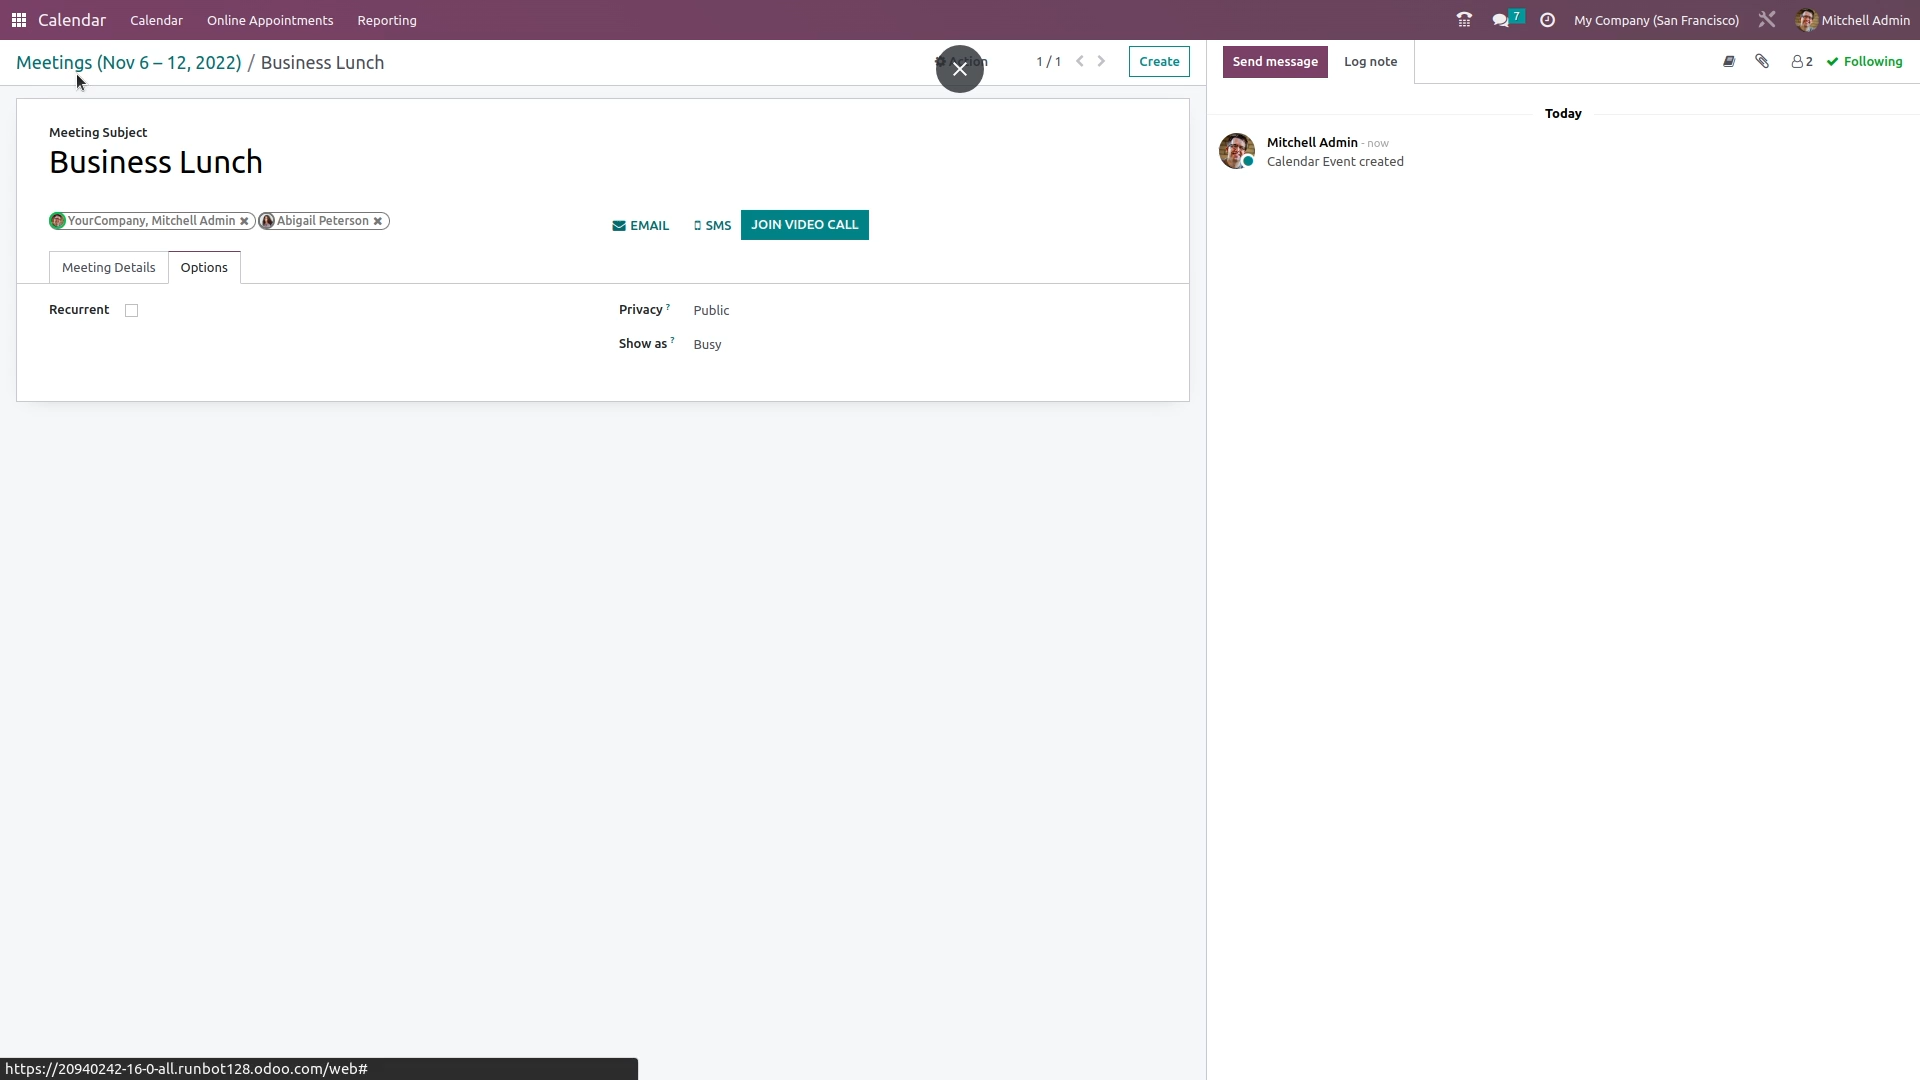 Calendar Calendar Online Appointments Reporting 7 My Company (San Francisco) Mitchell Admin
Meetings (Nov 6 – 12, 2022) / Business Lunch 1 / 1 Create Send message Log note 2 Following
Today
Meeting Subject
Business Lunch
Mitchell Admin - now
Calendar Event created
YourCompany, Mitchell Admin Abigail Peterson EMAIL SMS JOIN VIDEO CALL
Meeting Details Options
Recurrent Privacy ? Public
Show as ? Busy
https://20940242-16-0-all.runbot128.odoo.com/web#